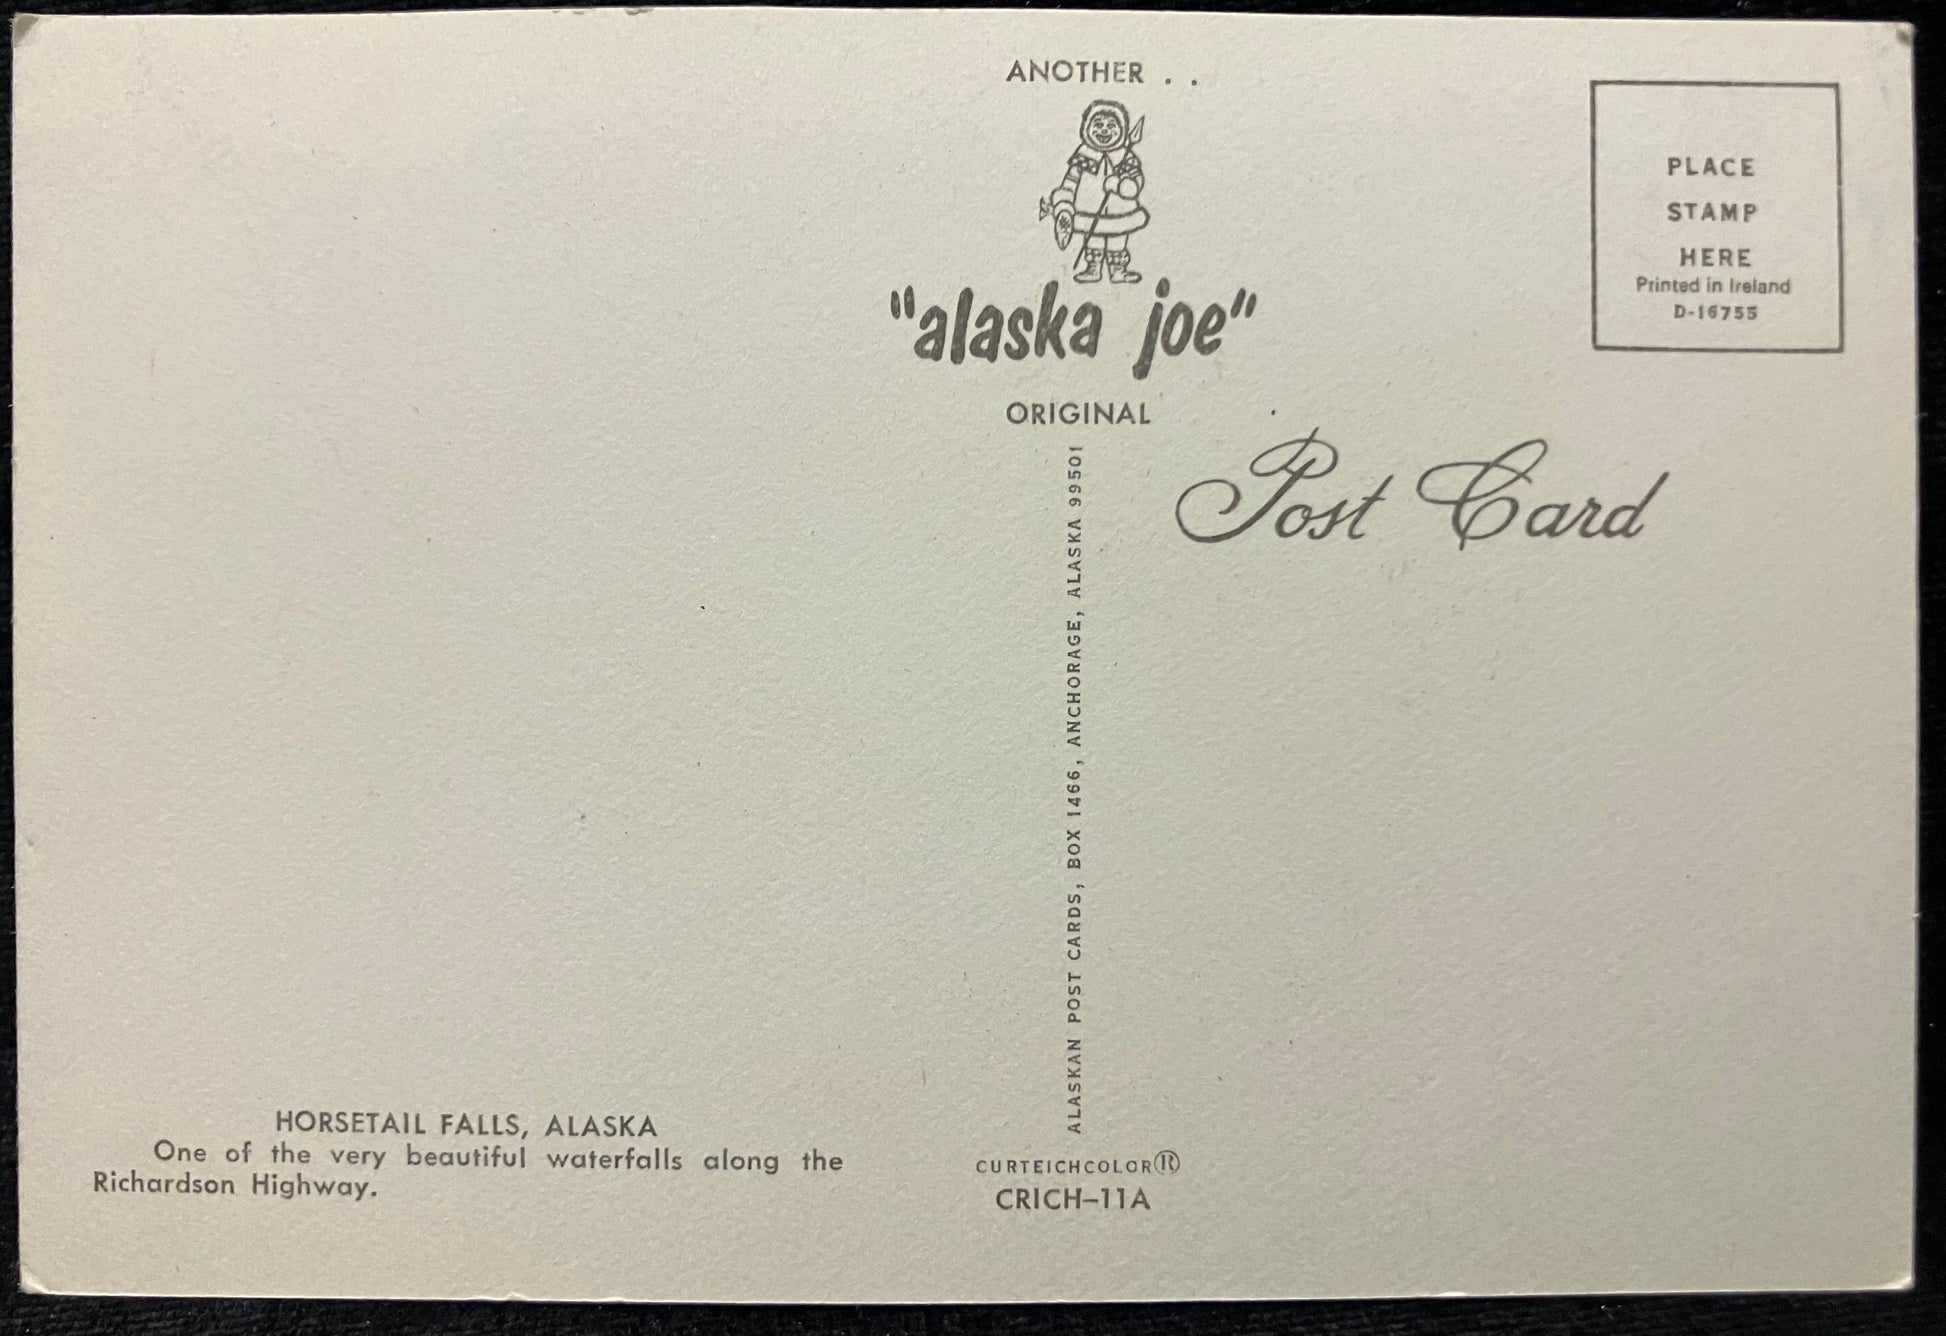 ANOTHER . .
"alaska joe"
ORIGINAL
PLACE
STAMP
HERE
Printed in Ireland
D-16755
Post Card
ALASKAN POST CARDS, BOX 1466, ANCHORAGE, ALASKA 99501
HORSETAIL FALLS, ALASKA
One of the very beautiful waterfalls along the
Richardson Highway.
CURTEICHCOLOR®
CRICH-11A